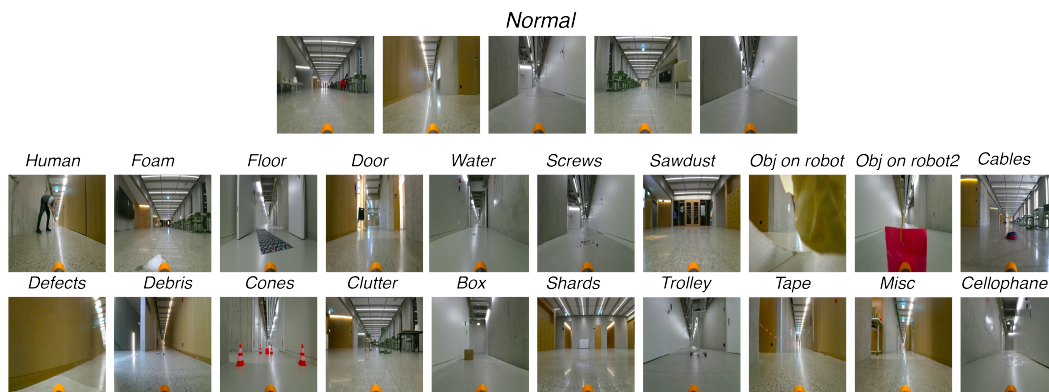 Normal
Human Foam Floor Door Water Screws Sawdust Obj on robot Obj on robot2 Cables
Defects Debris Cones Clutter Box Shards Trolley Tape Misc Cellophane